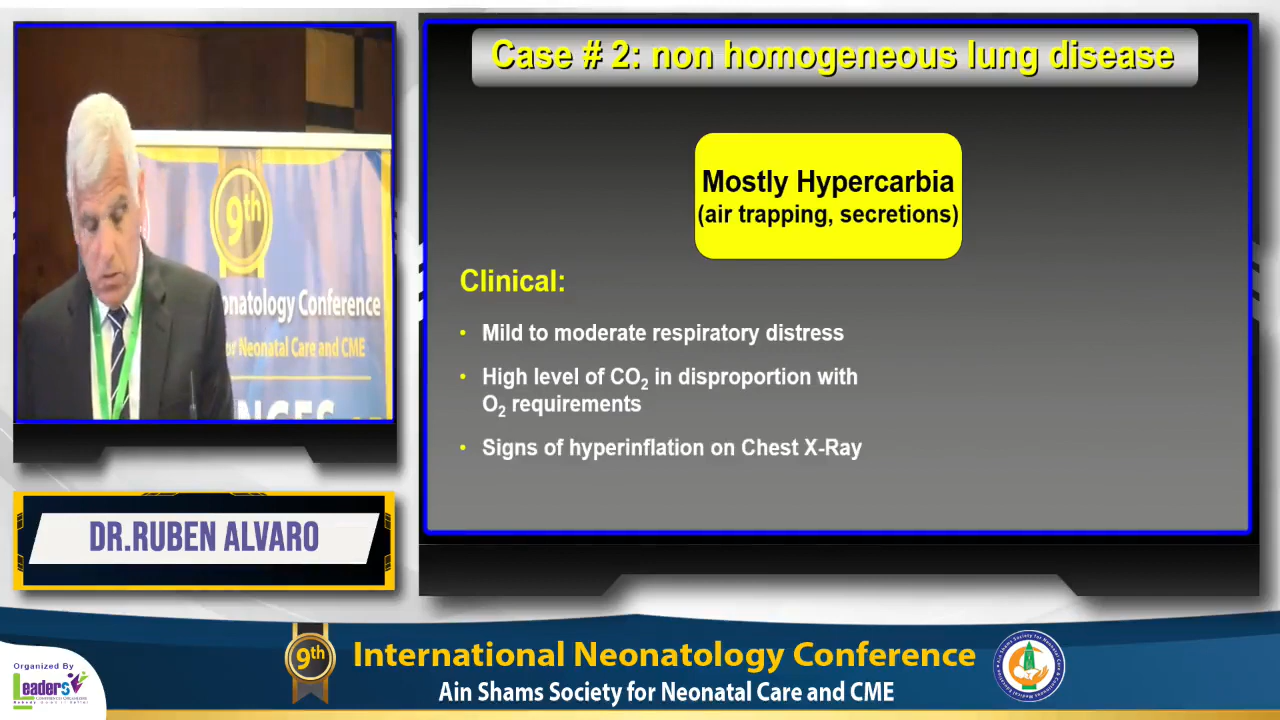 Case # 2: non homogeneous lung disease
Mostly Hypercarbia
(air trapping, secretions)
Clinical:
• Mild to moderate respiratory distress
• High level of CO₂ in disproportion with
O₂ requirements
• Signs of hyperinflation on Chest X-Ray
9th
onatology Conference
for Neonatal Care and CME
DR.RUBEN ALVARO
Organized By
Leaders
9th
International Neonatology Conference
Ain Shams Society for Neonatal Care and CME